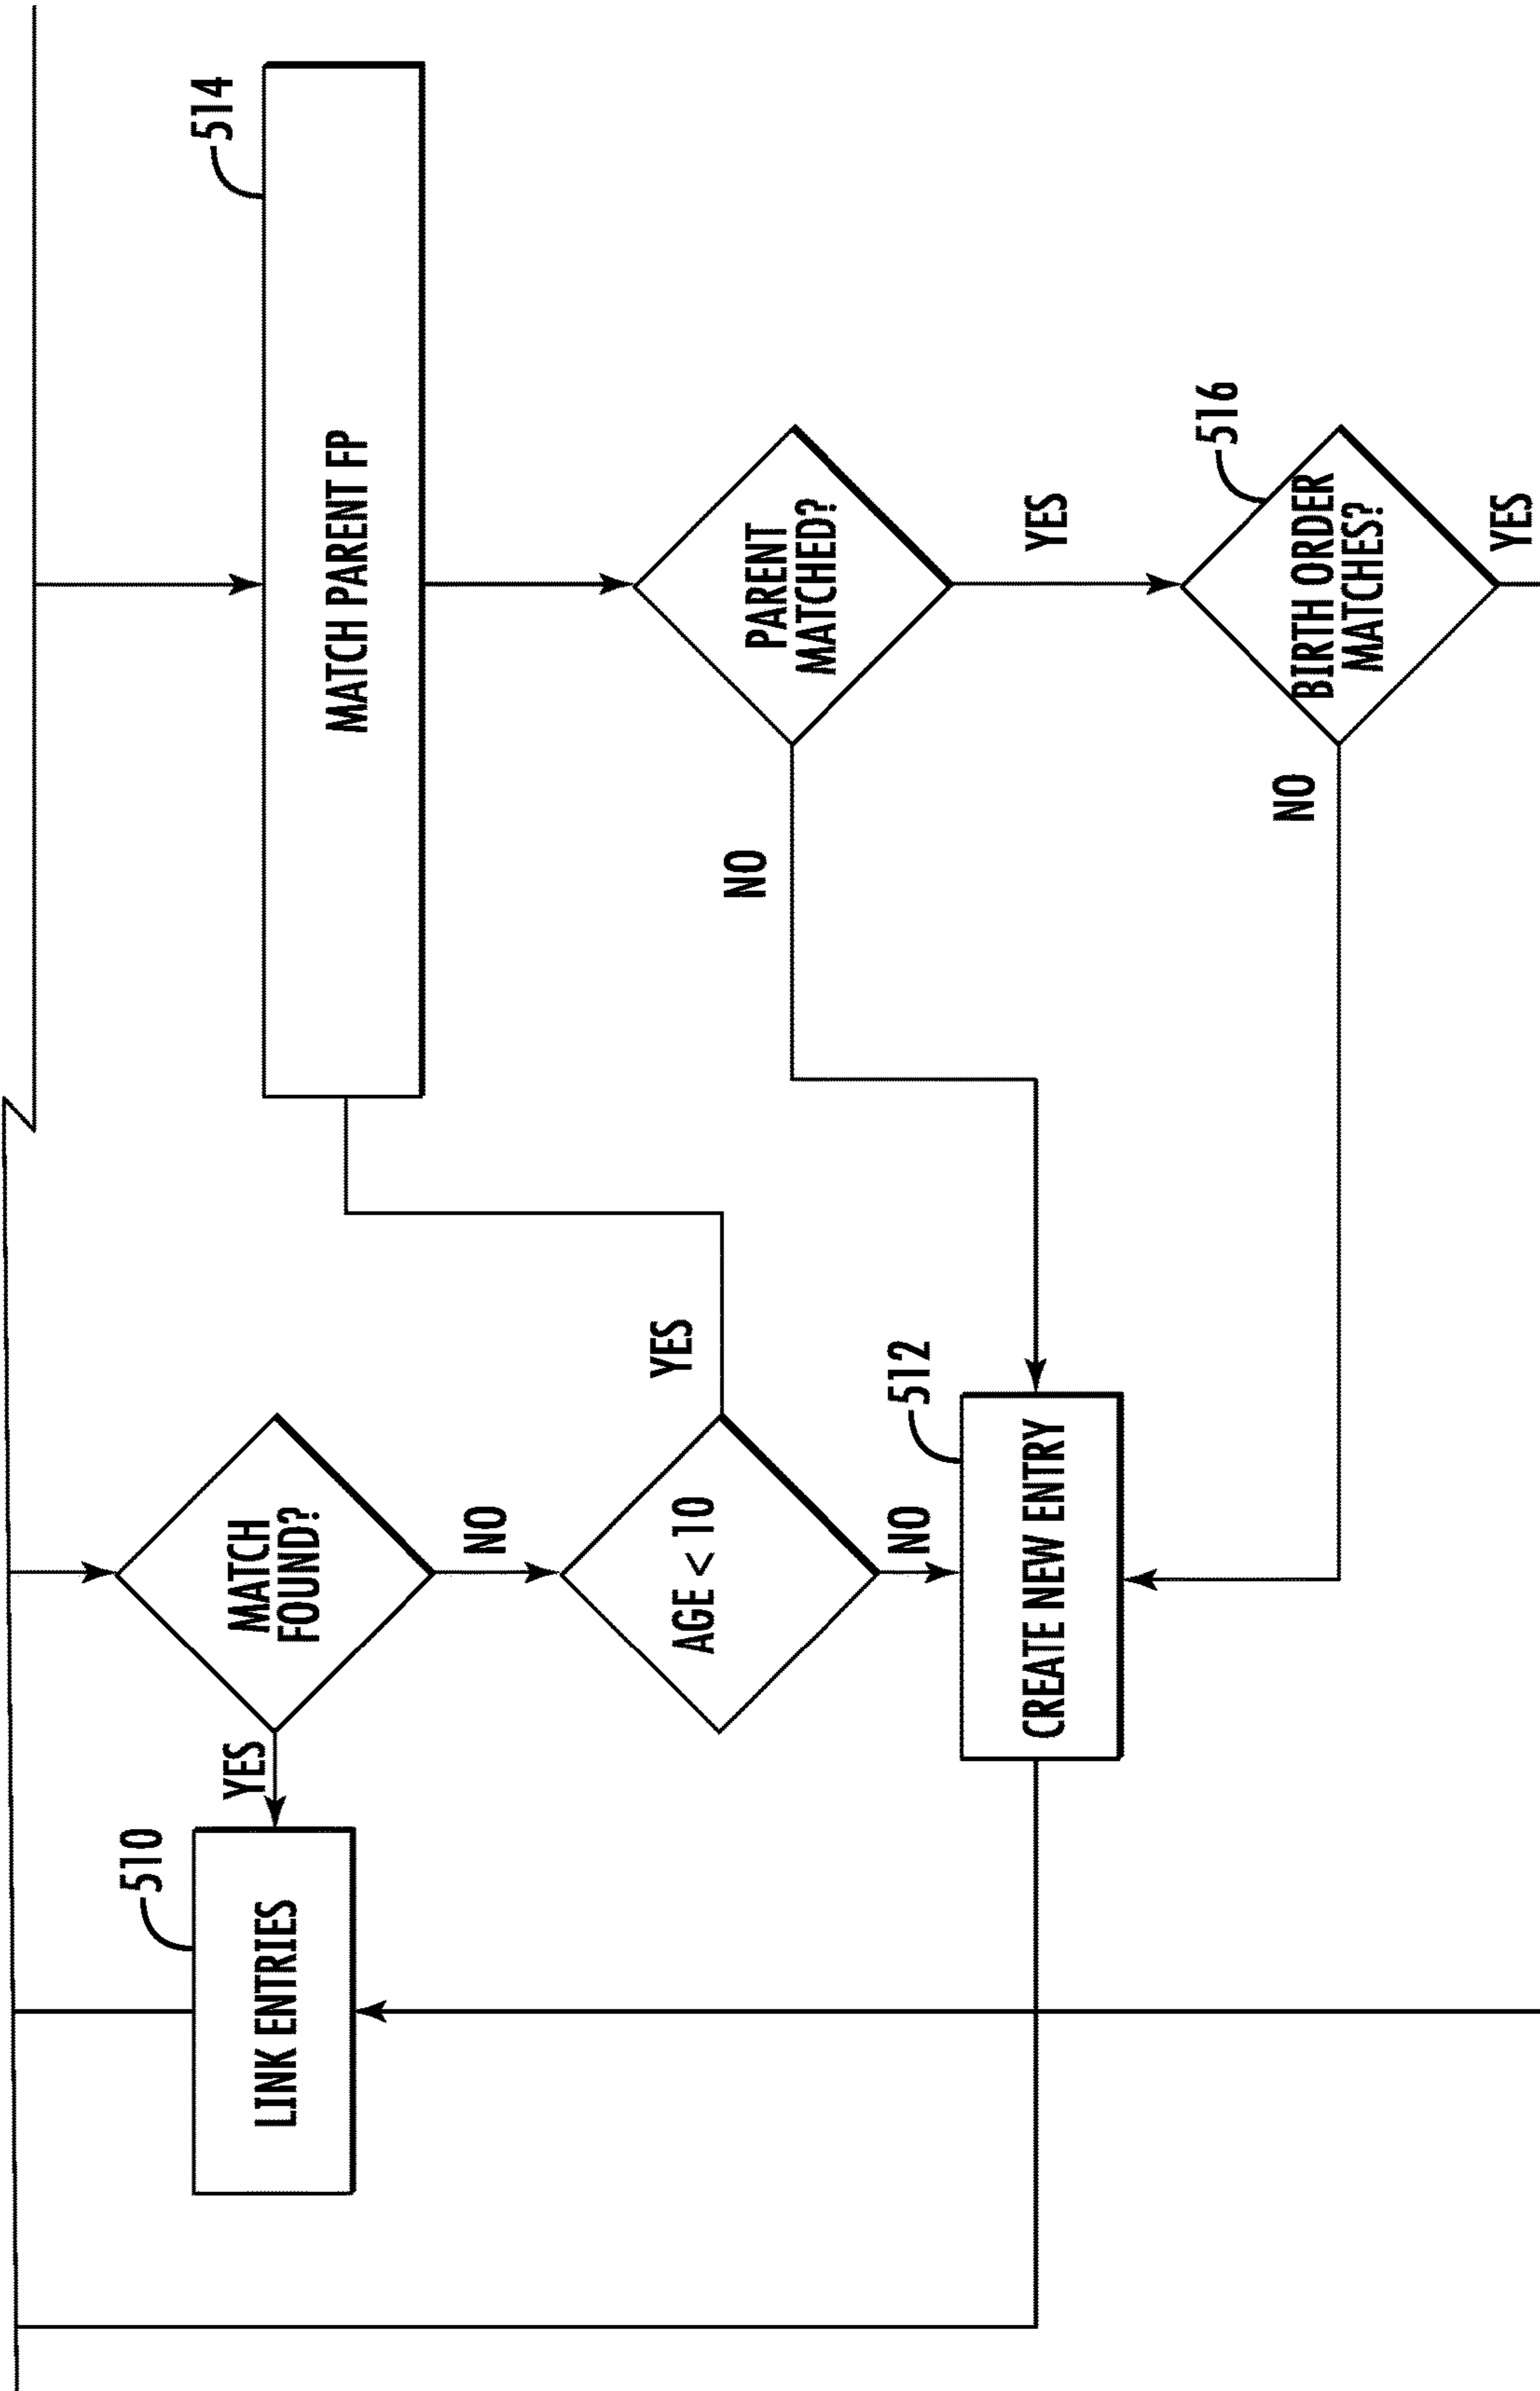 510
514
LINK ENTRIES
YES
MATCH
FOUND?
MATCH PARENT FP
NO
AGE < 10
YES
NO
PARENT
MATCHED?
NO
512
CREATE NEW ENTRY
YES
516
NO
BIRTH ORDER
MATCHES?
YES